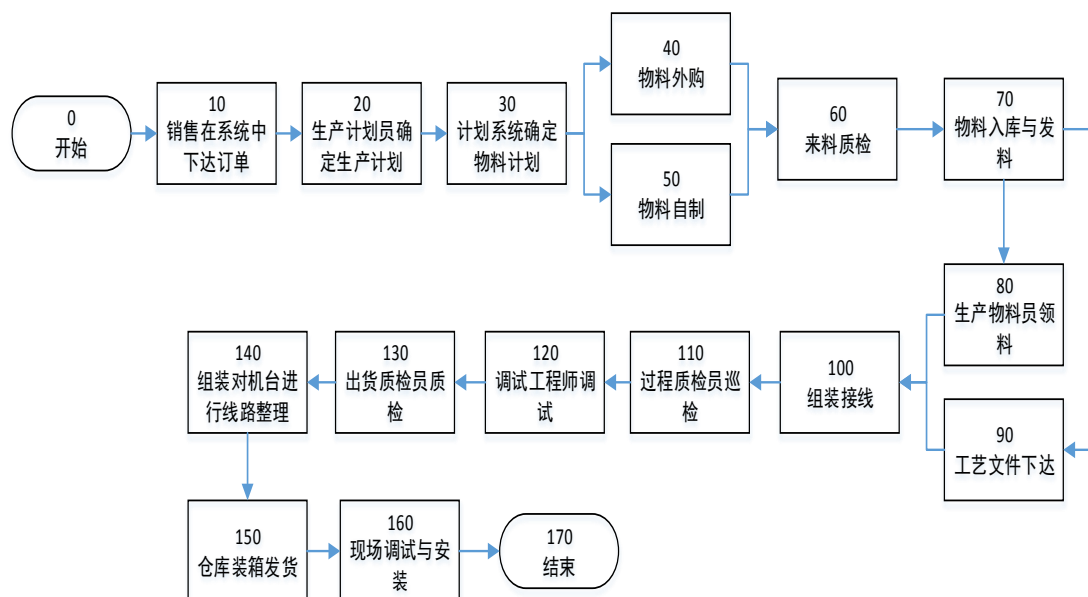 0
开始
10
销售在系统中
下达订单
20
生产计划员确
定生产计划
30
计划系统确定
物料计划
40
物料外购
50
物料自制
60
来料质检
70
物料入库与发
料
80
生产物料员领
料
90
工艺文件下达
100
组装接线
110
过程质检员巡
检
120
调试工程师调
试
130
出货质检员质
检
140
组装对机台进
行线路整理
150
仓库装箱发货
160
现场调试与安
装
170
结束